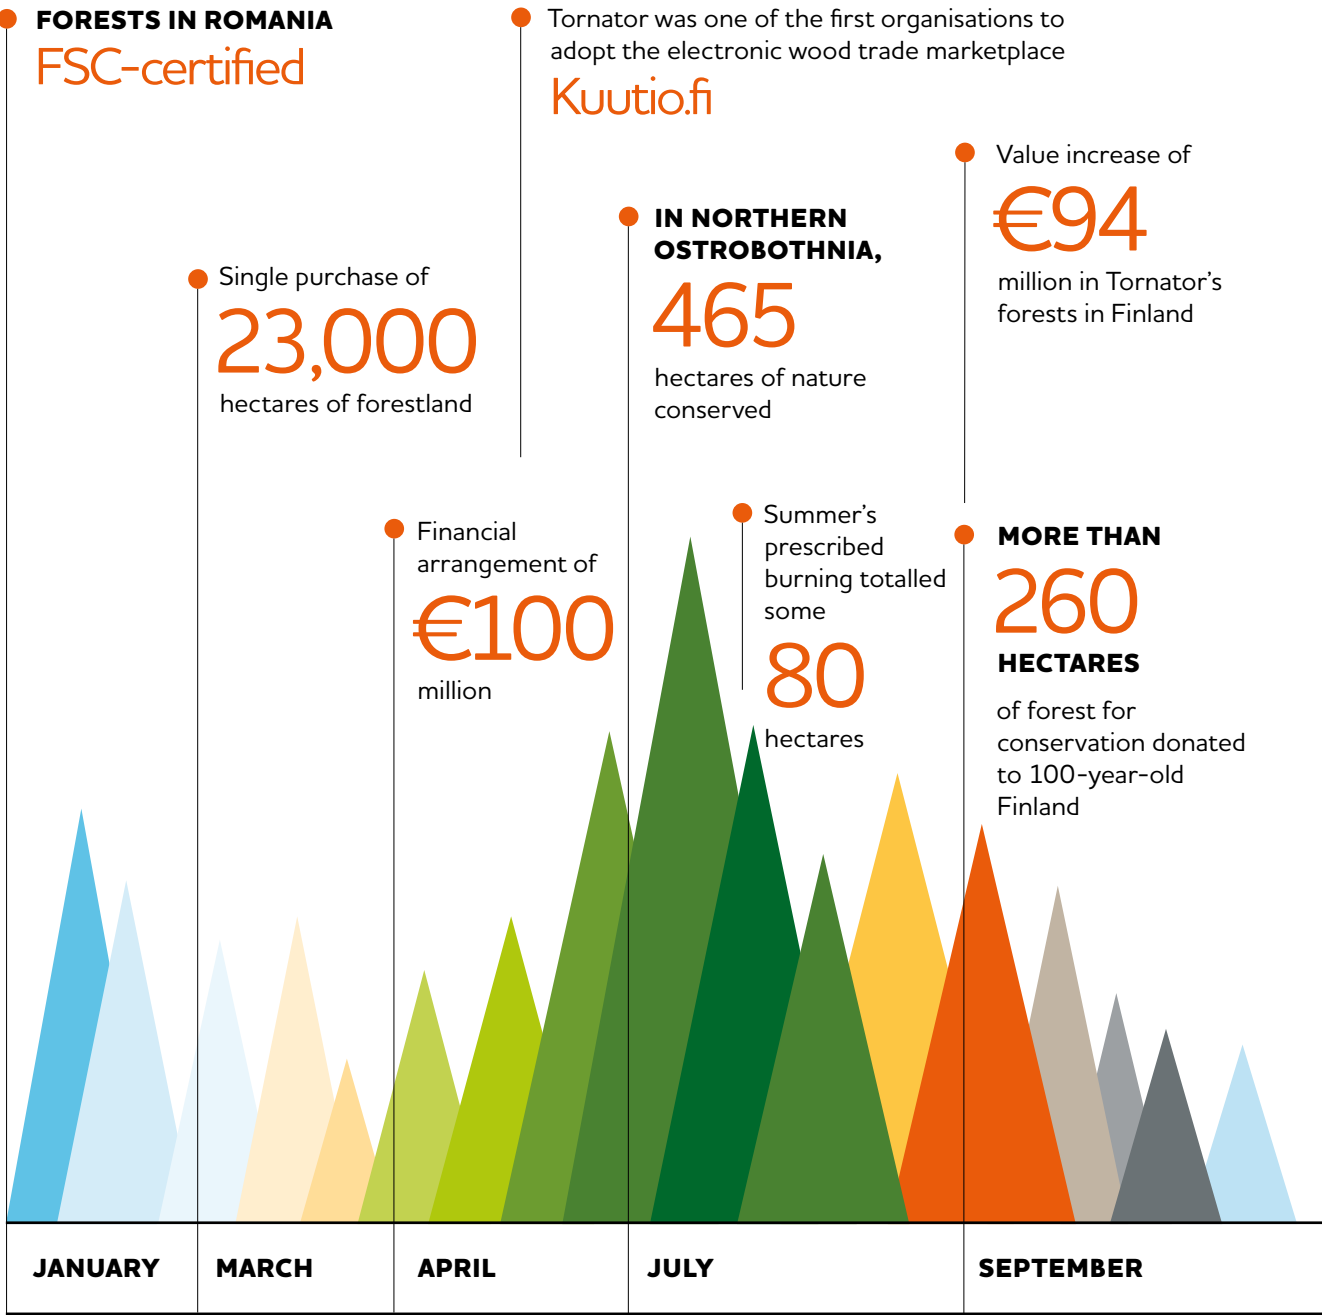 FORESTS IN ROMANIA
FSC-certified
Tornator was one of the first organisations to
adopt the electronic wood trade marketplace
Kuutio.fi
Value increase of
€94
million in Tornator’s
forests in Finland
IN NORTHERN
OSTROBOTHNIA,
465
hectares of nature
conserved
Single purchase of
23,000
hectares of forestland
Financial
arrangement of
€100
million
Summer’s
prescribed
burning totalled
some
80
hectares
MORE THAN
260
HECTARES
of forest for
conservation donated
to 100-year-old
Finland
JANUARY
MARCH
APRIL
JULY
SEPTEMBER